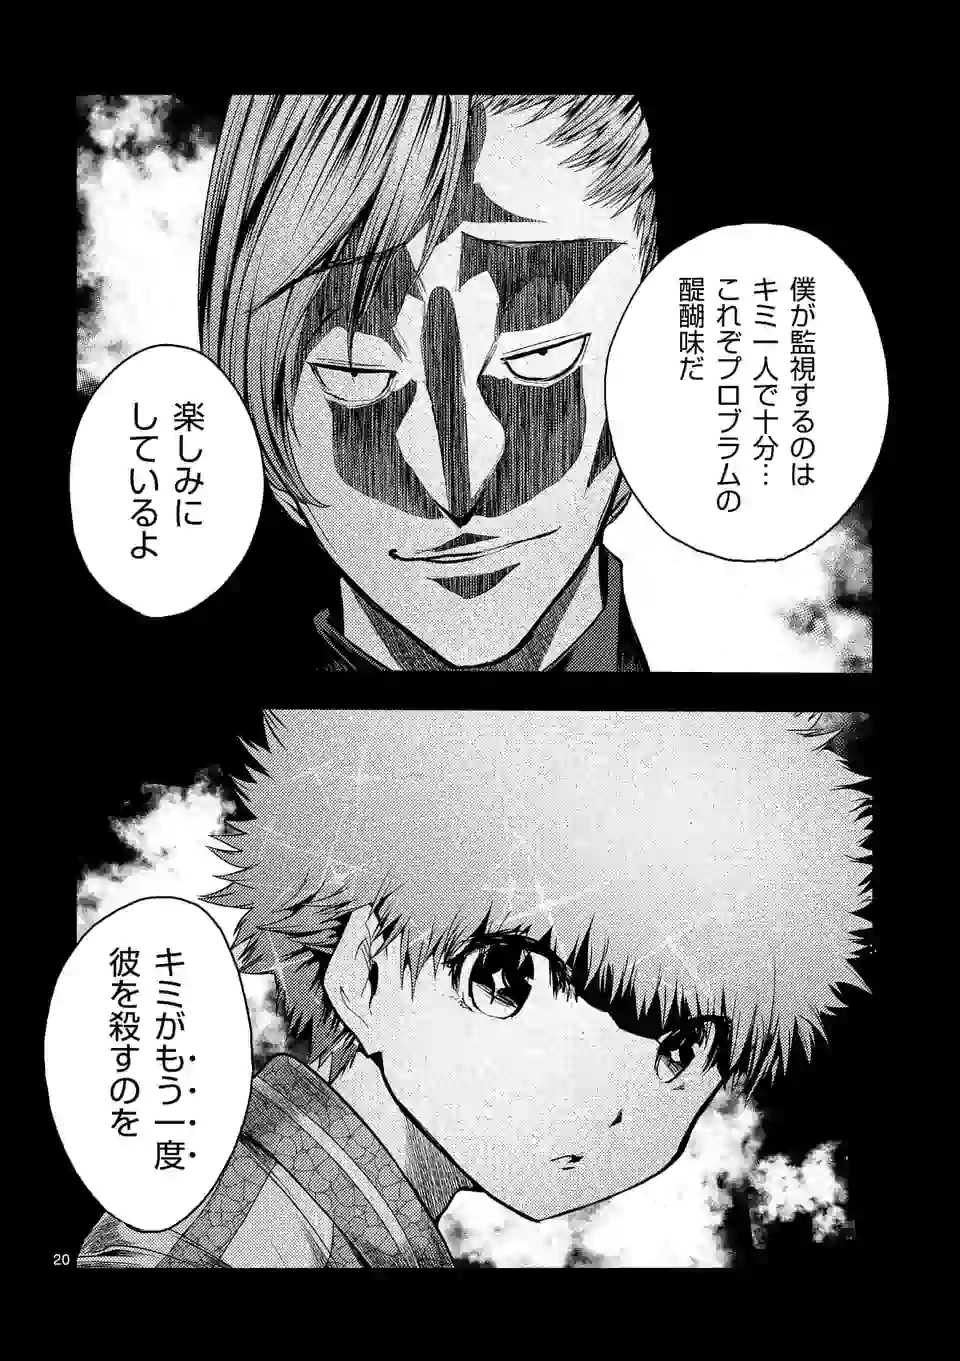 僕が監視するのは
キミ一人で十分…
これぞプロブラムの
醍醐味だ
楽しみに
しているよ
キミがもう一度
彼を殺すのを
20